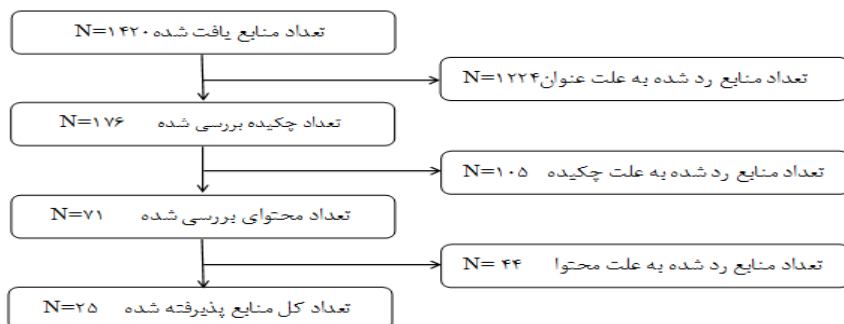 تعداد منابع یافت شده N=۱۴۲۰
تعداد منابع رد شده به علت عنوان N=۱۲۲۴
تعداد چکیده بررسی شده N=۱۷۶
تعداد منابع رد شده به علت چکیده N=۱۰۵
تعداد محتوای بررسی شده N=۷۱
تعداد منابع رد شده به علت محتوا N= ۴۴
تعداد کل منابع پذیرفته شده N=۲۵